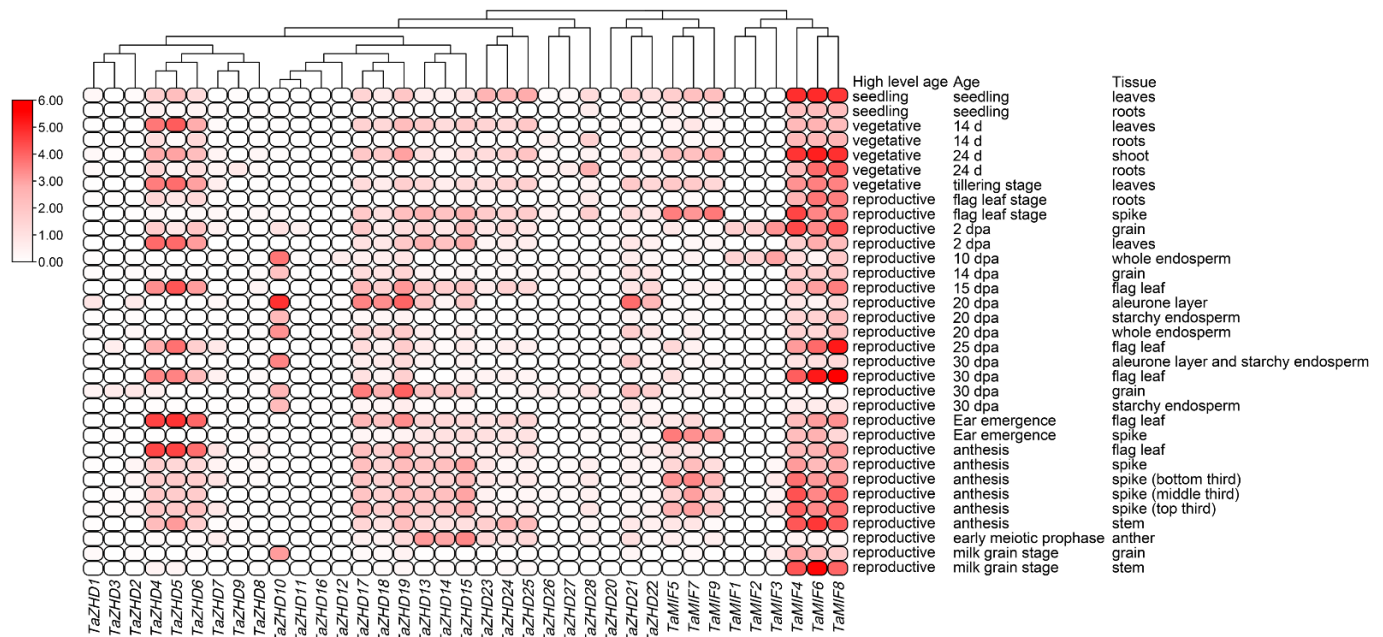 High level age Age Tissue
6.00
seedling seedling leaves
seedling seedling roots
5.00
vegetative 14 d leaves
vegetative 14 d roots
4.00
vegetative 24 d shoot
vegetative 24 d roots
3.00
vegetative tillering stage leaves
reproductive flag leaf stage roots
2.00
reproductive flag leaf stage spike
reproductive 2 dpa grain
1.00
reproductive 2 dpa leaves
reproductive 10 dpa whole endosperm
0.00
reproductive 14 dpa grain
reproductive 15 dpa flag leaf
reproductive 20 dpa aleurone layer
reproductive 20 dpa starchy endosperm
reproductive 20 dpa whole endosperm
reproductive 25 dpa flag leaf
reproductive 30 dpa aleurone layer and starchy endosperm
reproductive 30 dpa flag leaf
reproductive 30 dpa grain
reproductive 30 dpa starchy endosperm
reproductive Ear emergence flag leaf
reproductive Ear emergence spike
reproductive anthesis flag leaf
reproductive anthesis spike
reproductive anthesis spike (bottom third)
reproductive anthesis spike (middle third)
reproductive anthesis spike (top third)
reproductive anthesis stem
reproductive early meiotic prophase anther
reproductive milk grain stage grain
reproductive milk grain stage stem
TaZHD1
TaZHD3
TaZHD2
TaZHD4
TaZHD5
TaZHD6
TaZHD7
TaZHD9
TaZHD8
TaZHD10
TaZHD11
TaZHD16
TaZHD12
TaZHD17
TaZHD18
TaZHD19
TaZHD13
TaZHD14
TaZHD15
TaZHD23
TaZHD24
TaZHD25
TaZHD26
TaZHD27
TaZHD28
TaZHD20
TaZHD21
TaZHD22
TaMIF5
TaMIF7
TaMIF9
TaMIF1
TaMIF2
TaMIF3
TaMIF4
TaMIF6
TaMIF8